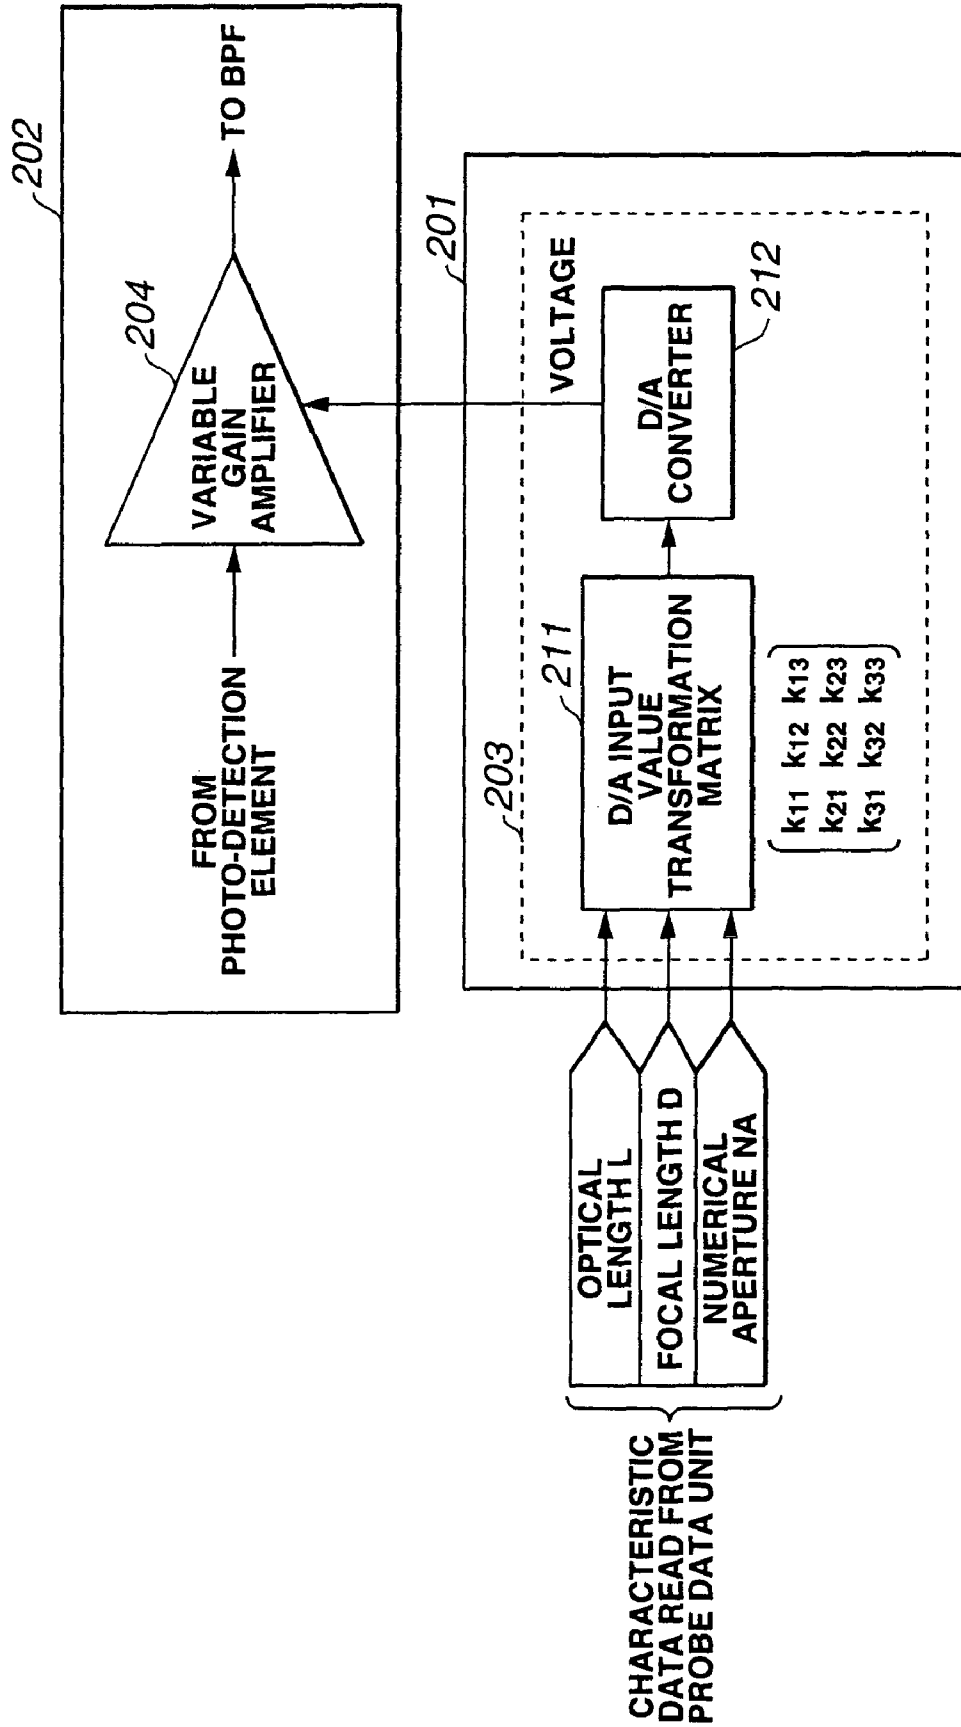 202
204
FROM
PHOTO-DETECTION
ELEMENT
VARIABLE
GAIN
AMPLIFIER
TO BPF
201
203
VOLTAGE
211
D/A INPUT
VALUE
TRANSFORMATION
MATRIX
D/A
CONVERTER
212
k11 k12 k13
k21 k22 k23
k31 k32 k33
OPTICAL
LENGTH L
FOCAL LENGTH D
NUMERICAL
APERTURE NA
CHARACTERISTIC
DATA READ FROM
PROBE DATA UNIT